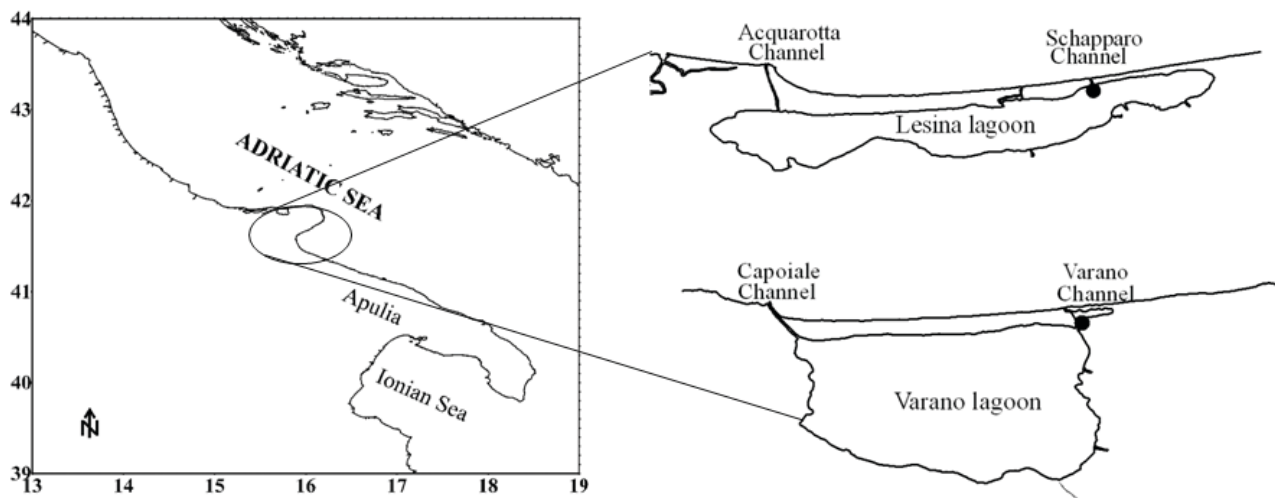 44
43
42
41
40
39
13 14 15 16 17 18 19
ADRIATIC SEA
Apulia
Ionian Sea
N
Acquarotta
Channel
Schapparo
Channel
Lesina lagoon
Capoiale
Channel
Varano
Channel
Varano lagoon